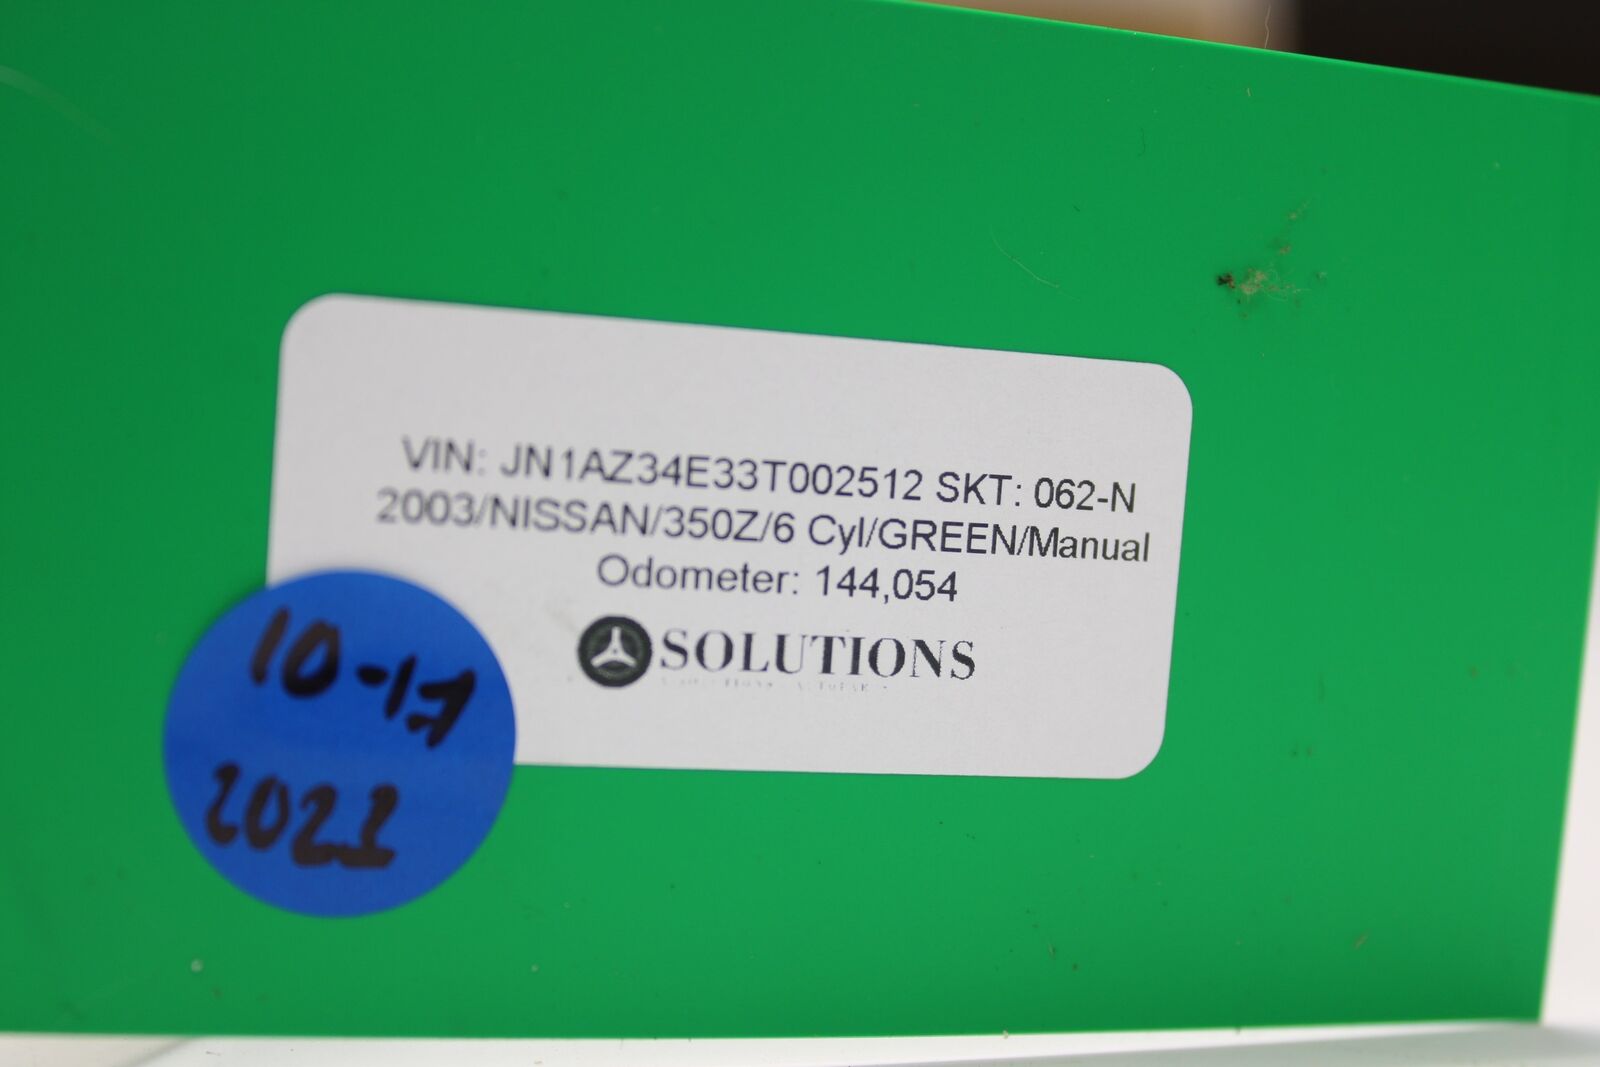 VIN: JN1AZ34E33T002512 SKT: 062-N
2003/NISSAN/350Z/6 Cyl/GREEN/Manual
Odometer: 144,054
SOLUTIONS
10-17
2022